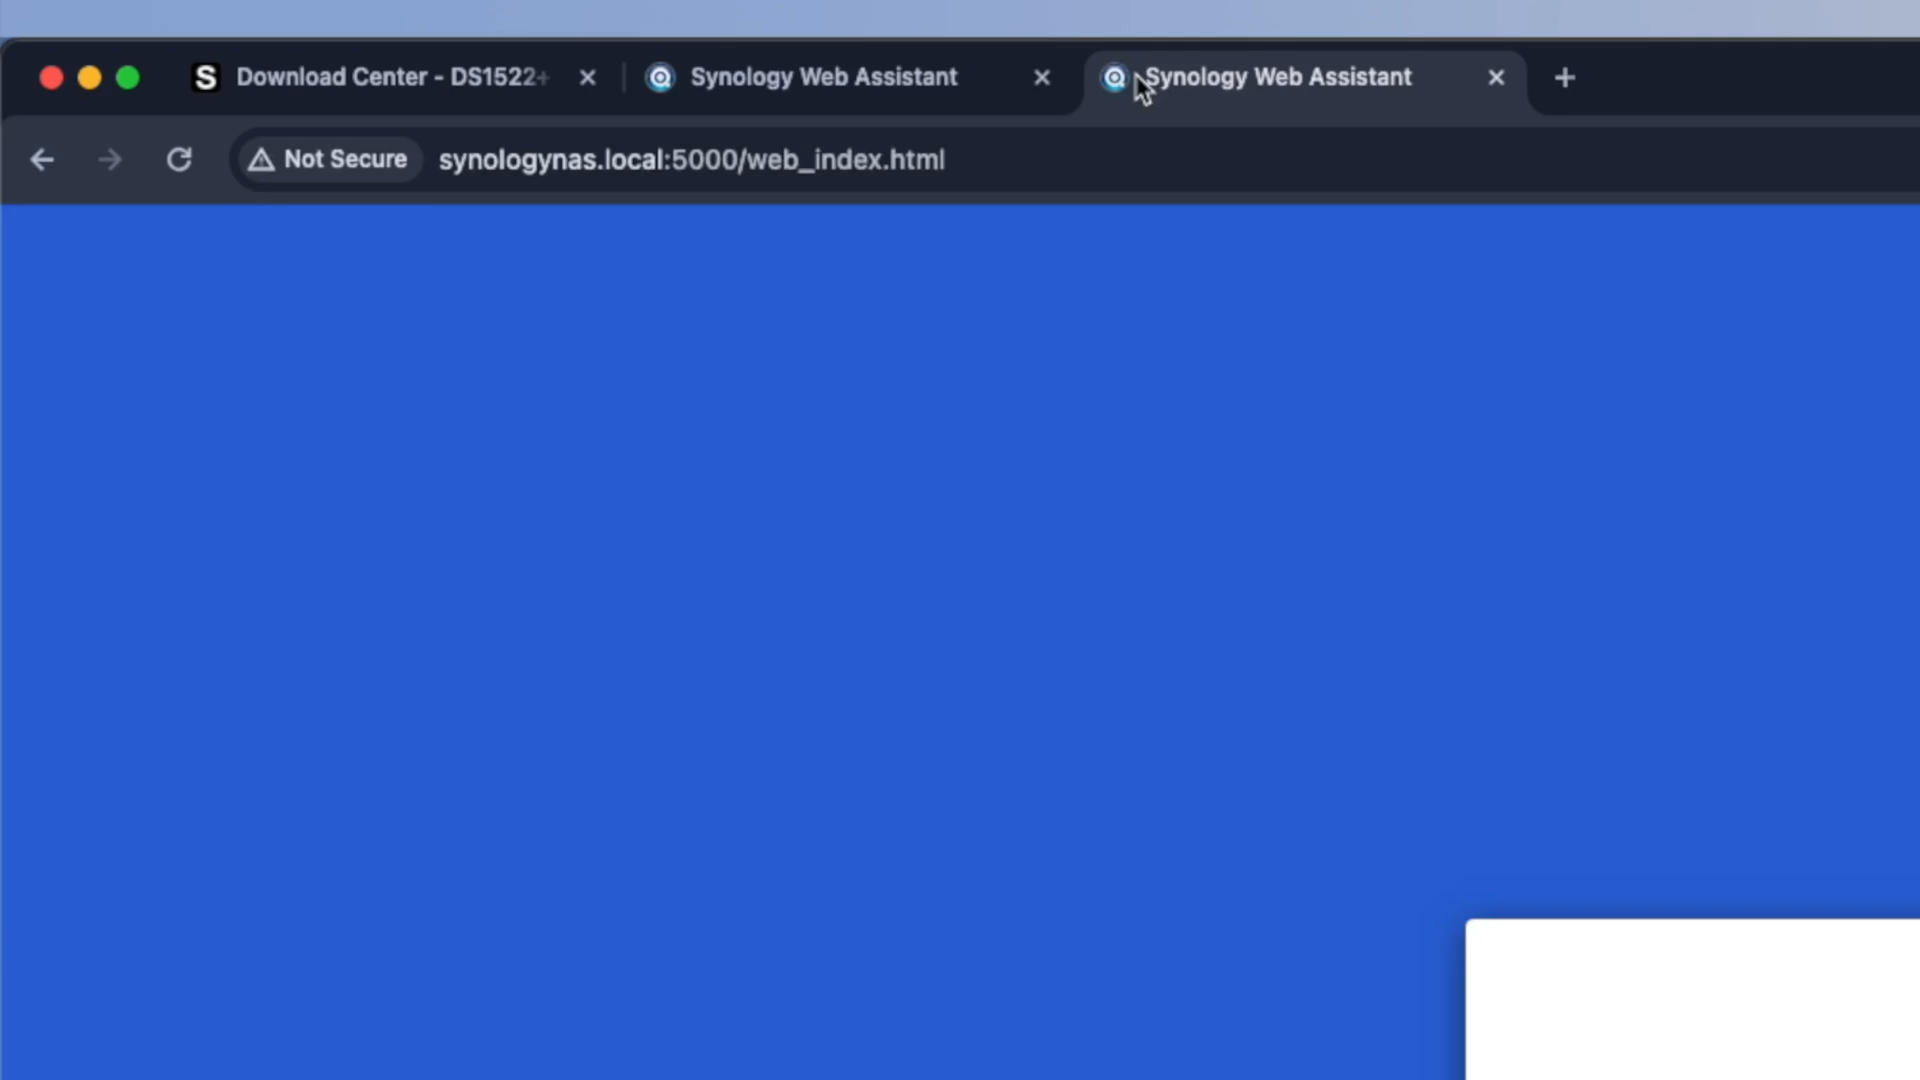 S Download Center - DS1522+
Synology Web Assistant
Synology Web Assistant
Not Secure synologynas.local:5000/web_index.html